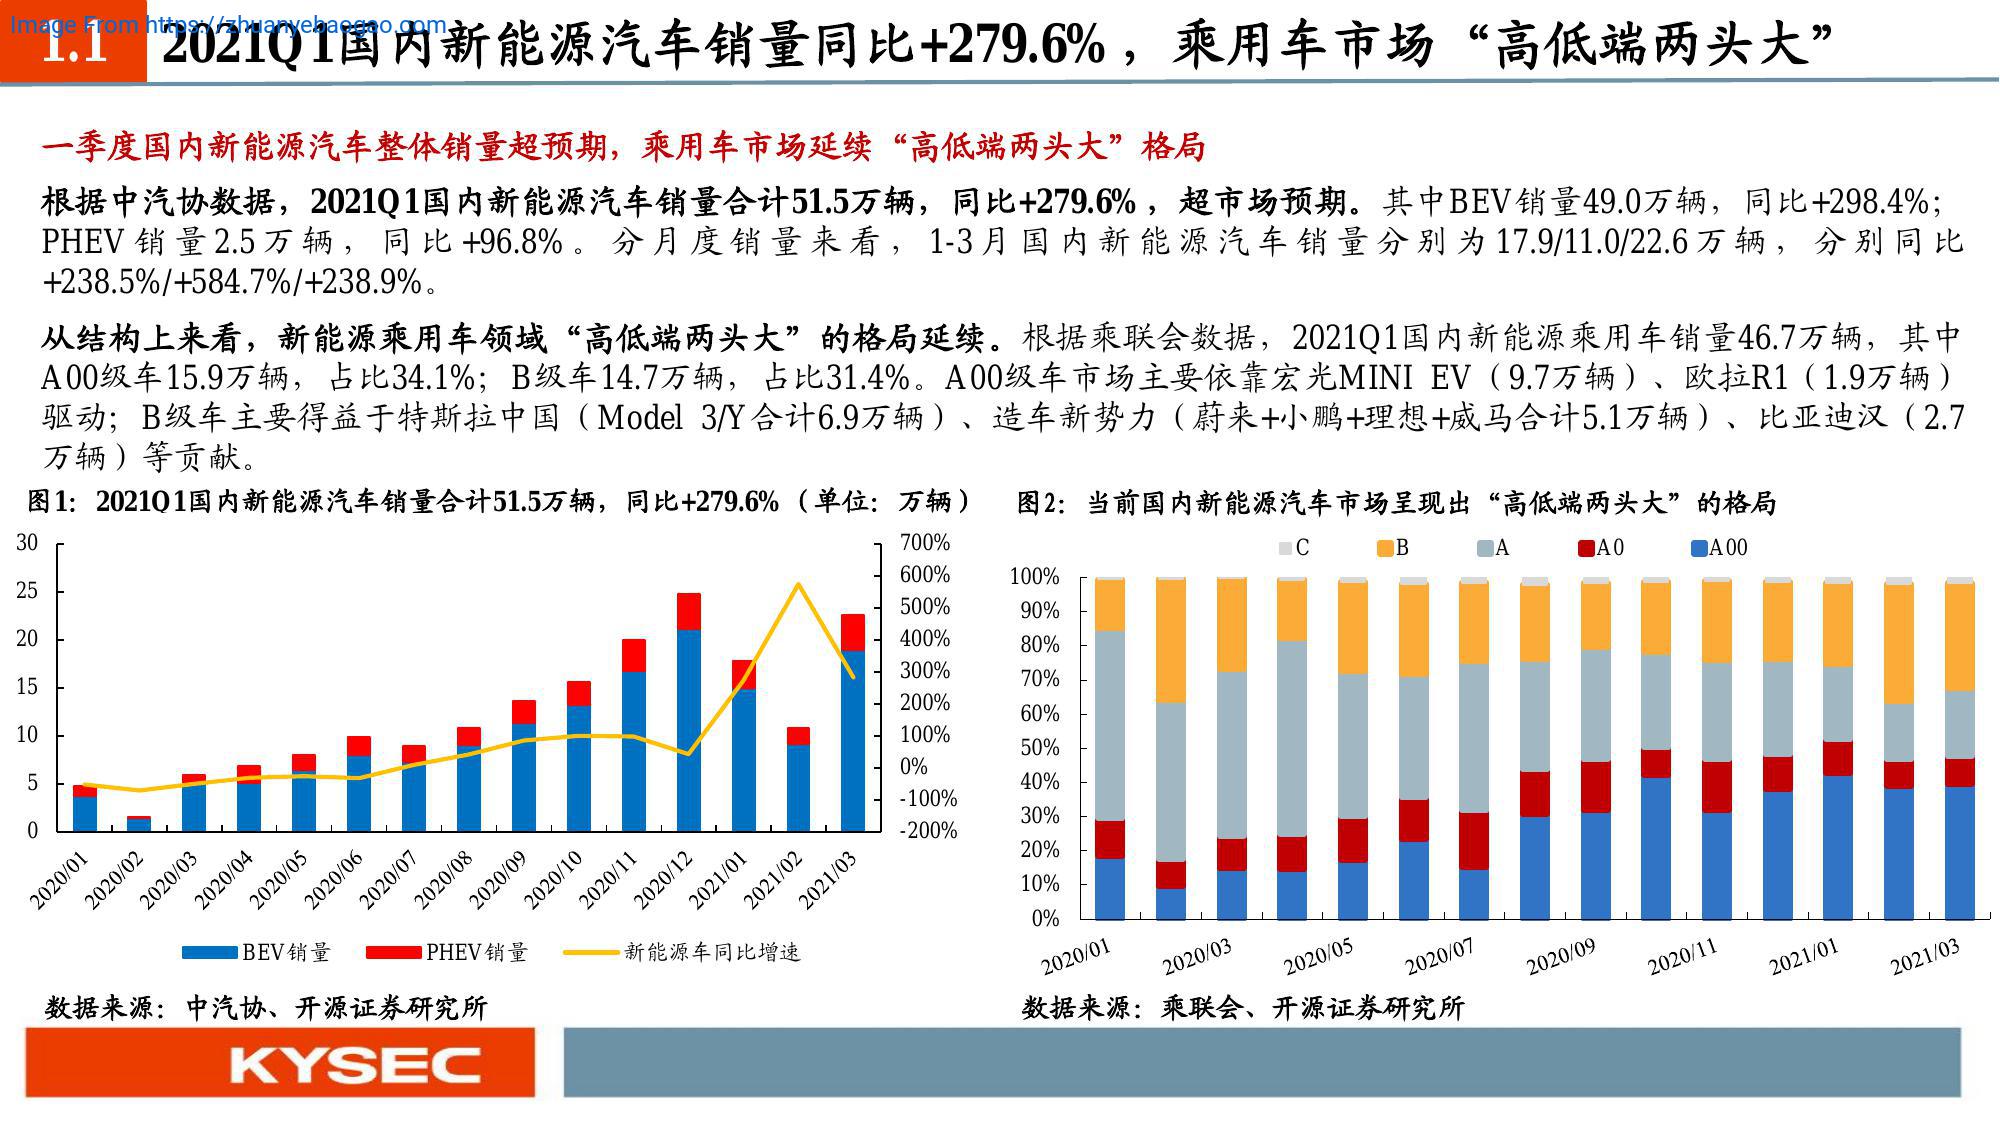 Image From https://zhuanyebaogao.com
1.1 2021Q1国内新能源汽车销量同比+279.6%，乘用车市场“高低端两头大”
一季度国内新能源汽车整体销量超预期，乘用车市场延续“高低端两头大”格局
根据中汽协数据，2021Q1国内新能源汽车销量合计51.5万辆，同比+279.6%，超市场预期。其中BEV销量49.0万辆，同比+298.4%；
PHEV销量2.5万辆，同比+96.8%。分月度销量来看，1-3月国内新能源汽车销量分别为17.9/11.0/22.6万辆，分别同比
+238.5%/+584.7%/+238.9%。
从结构上来看，新能源乘用车领域“高低端两头大”的格局延续。根据乘联会数据，2021Q1国内新能源乘用车销量46.7万辆，其中
A00级车15.9万辆，占比34.1%；B级车14.7万辆，占比31.4%。A00级车市场主要依靠宏光MINI EV（9.7万辆）、欧拉R1（1.9万辆）
驱动；B级车主要得益于特斯拉中国（Model 3/Y合计6.9万辆）、造车新势力（蔚来+小鹏+理想+威马合计5.1万辆）、比亚迪汉（2.7
万辆）等贡献。
图1：2021Q1国内新能源汽车销量合计51.5万辆，同比+279.6%（单位：万辆）
30
25
20
15
10
5
0
700%
600%
500%
400%
300%
200%
100%
0%
-100%
-200%
2020/01 2020/02 2020/03 2020/04 2020/05 2020/06 2020/07 2020/08 2020/09 2020/10 2020/11 2020/12 2021/01 2021/02 2021/03
BEV销量 PHEV销量 新能源车同比增速
数据来源：中汽协、开源证券研究所
图2：当前国内新能源汽车市场呈现出“高低端两头大”的格局
C B A A0 A00
100%
90%
80%
70%
60%
50%
40%
30%
20%
10%
0%
2020/01 2020/03 2020/05 2020/07 2020/09 2020/11 2021/01 2021/03
数据来源：乘联会、开源证券研究所
KYSEC